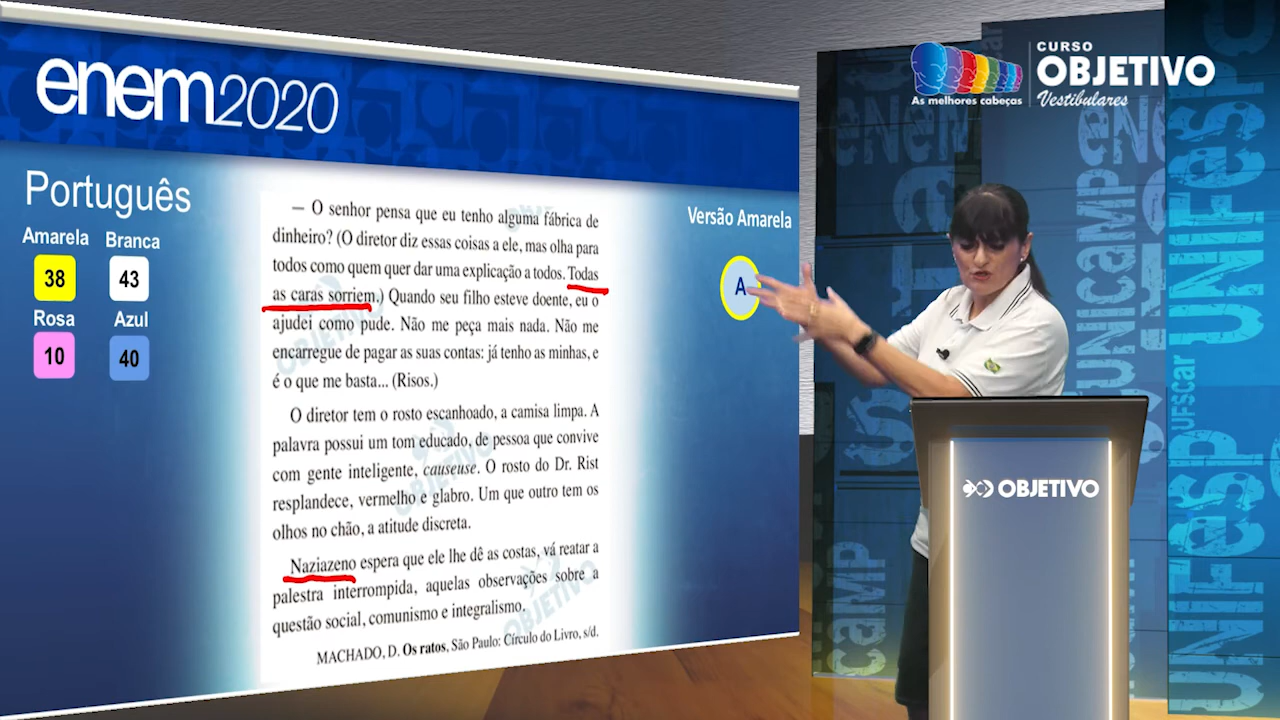 enem2020
Português
Amarela Branca
38 43
Rosa Azul
10 40
— O senhor pensa que eu tenho alguma fábrica de
dinheiro? (O diretor diz essas coisas a ele, mas olha para
todos como quem quer dar uma explicação a todos. Todas
as caras sorriem.) Quando seu filho esteve doente, eu o
ajudei como pude. Não me peça mais nada. Não me
encarregue de pagar as suas contas: já tenho as minhas, e
é o que me basta... (Risos.)
O diretor tem o rosto escanhoado, a camisa limpa. A
palavra possui um tom educado, de pessoa que convive
com gente inteligente, causeuse. O rosto do Dr. Rist
resplandece, vermelho e glabro. Um que outro tem os
olhos no chão, a atitude discreta.
Naziazeno espera que ele lhe dê as costas, vá reatar a
palestra interrompida, aquelas observações sobre a
questão social, comunismo e integralismo.
MACHADO, D. Os ratos, São Paulo: Círculo do Livro, s/d.
Versão Amarela
A
As melhores cabeças
CURSO
OBJETIVO
Vestibulares
eNeM
UNICAMP
UNIFESP
UFSCar
UNIFESP
caMP
OBJETIVO